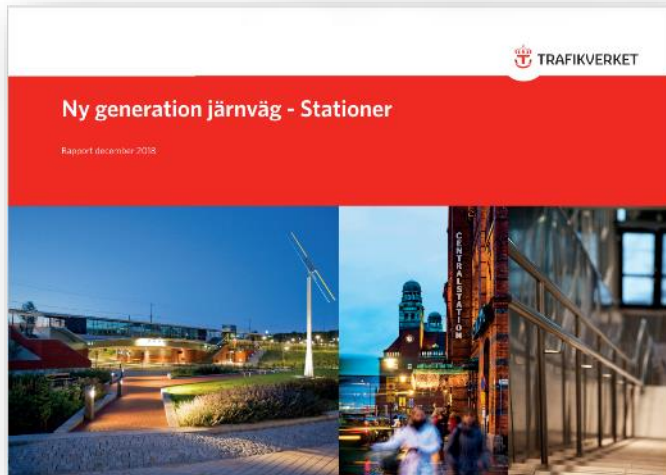 TRAFIKVERKET
Ny generation järnväg - Stationer
Rapport december 2018
CENTRALSTATION